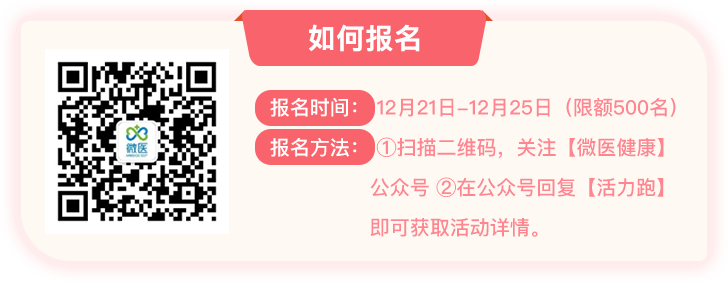 如何报名
报名时间：12月21日-12月25日（限额500名）
报名方法：①扫描二维码，关注【微医健康】
公众号 ②在公众号回复【活力跑】
即可获取活动详情。
微医